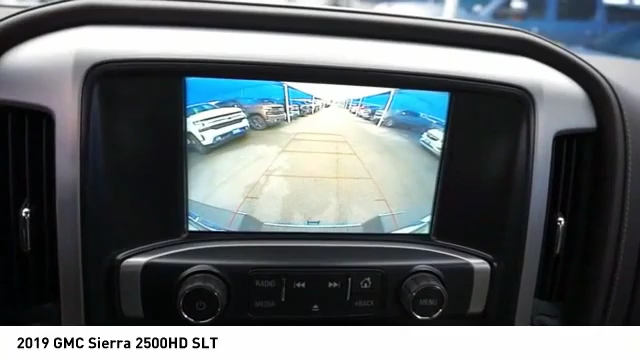 RADIO
MEDIA
BACK
MENU
2019 GMC Sierra 2500HD SLT